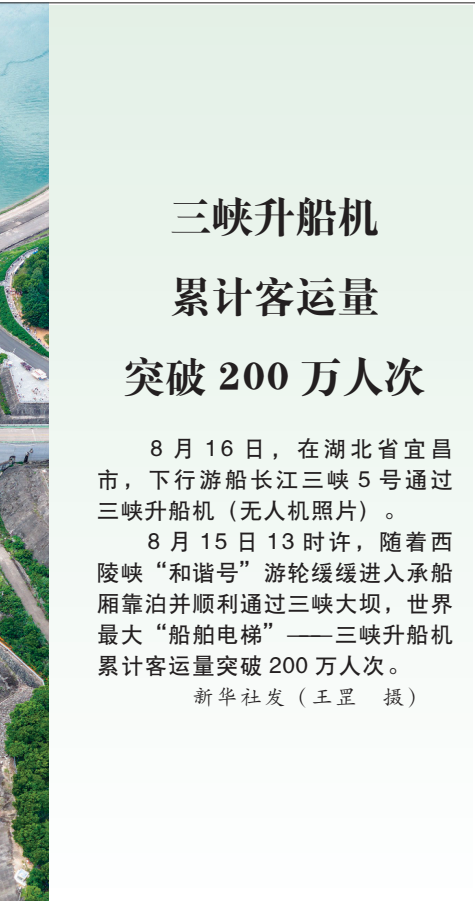 三峡升船机
累计客运量
突破 200 万人次
8 月 16 日，在湖北省宜昌
市，下行游船长江三峡 5 号通过
三峡升船机（无人机照片）。
8 月 15 日 13 时许，随着西
陵峡“和谐号”游轮缓缓进入承船
厢靠泊并顺利通过三峡大坝，世界
最大“船舶电梯”——三峡升船机
累计客运量突破 200 万人次。
新华社发（王罡　摄）